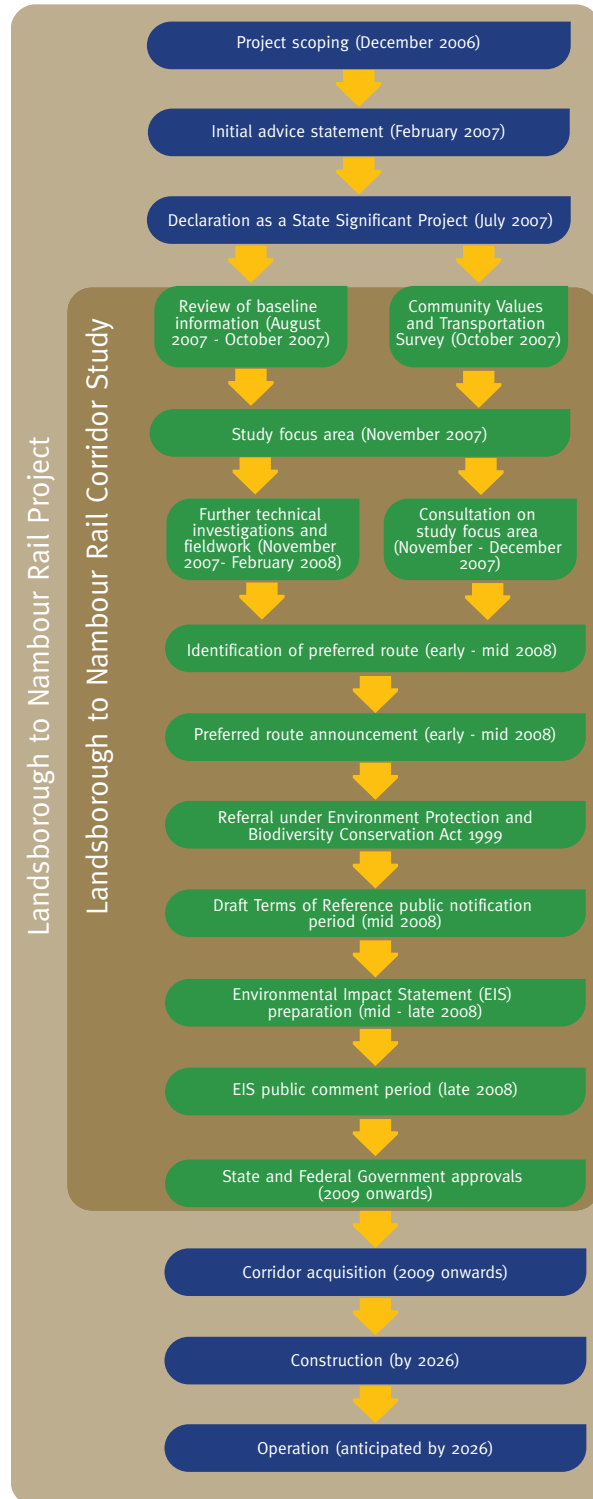 Landsborough to Nambour Rail Project
Landsborough to Nambour Rail Corridor Study
Project scoping (December 2006)
Initial advice statement (February 2007)
Declaration as a State Significant Project (July 2007)
Review of baseline
information (August
2007 - October 2007)
Community Values
and Transportation
Survey (October 2007)
Study focus area (November 2007)
Further technical
investigations and
fieldwork (November
2007- February 2008)
Consultation on
study focus area
(November - December
2007)
Identification of preferred route (early - mid 2008)
Preferred route announcement (early - mid 2008)
Referral under Environment Protection and
Biodiversity Conservation Act 1999
Draft Terms of Reference public notification
period (mid 2008)
Environmental Impact Statement (EIS)
preparation (mid - late 2008)
EIS public comment period (late 2008)
State and Federal Government approvals
(2009 onwards)
Corridor acquisition (2009 onwards)
Construction (by 2026)
Operation (anticipated by 2026)